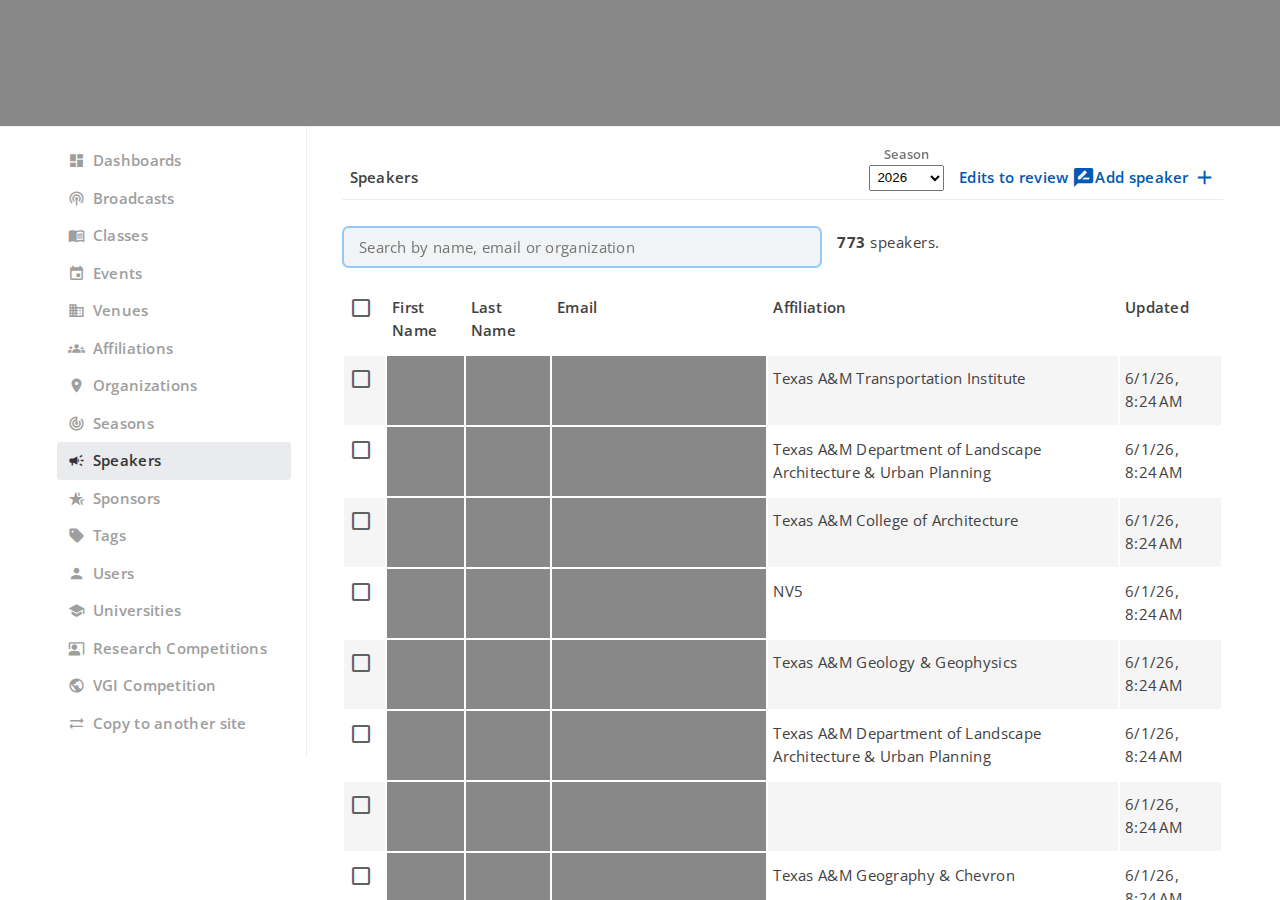 Dashboards
Broadcasts
Classes
Events
Venues
Affiliations
Organizations
Seasons
Speakers
Sponsors
Tags
Users
Universities
Research Competitions
VGI Competition
Copy to another site
Speakers
Season
2026
Edits to review
Add speaker
Search by name, email or organization
773 speakers.
First Name
Last Name
Email
Affiliation
Updated
Texas A&M Transportation Institute
6/1/26,
8:24 AM
Texas A&M Department of Landscape
Architecture & Urban Planning
6/1/26,
8:24 AM
Texas A&M College of Architecture
6/1/26,
8:24 AM
NV5
6/1/26,
8:24 AM
Texas A&M Geology & Geophysics
6/1/26,
8:24 AM
Texas A&M Department of Landscape
Architecture & Urban Planning
6/1/26,
8:24 AM
6/1/26,
8:24 AM
Texas A&M Geography & Chevron
6/1/26,
8:24 AM